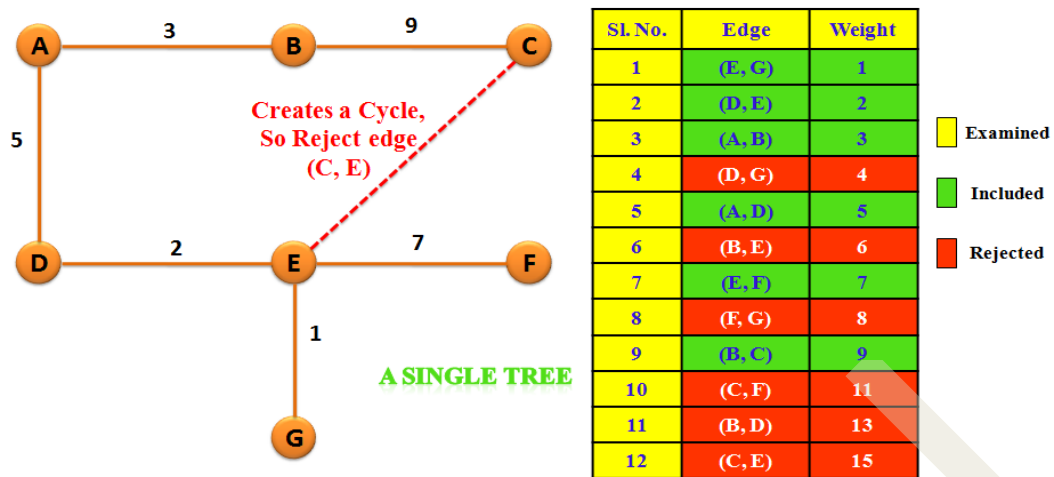 A 3 B 9 C
Creates a Cycle,
So Reject edge
(C, E)
5
D 2 E 7 F
1
A SINGLE TREE
G
Sl. No. Edge Weight
1 (E, G) 1
2 (D, E) 2
3 (A, B) 3
4 (D, G) 4
5 (A, D) 5
6 (B, E) 6
7 (E, F) 7
8 (F, G) 8
9 (B, C) 9
10 (C, F) 11
11 (B, D) 13
12 (C, E) 15
Examined
Included
Rejected